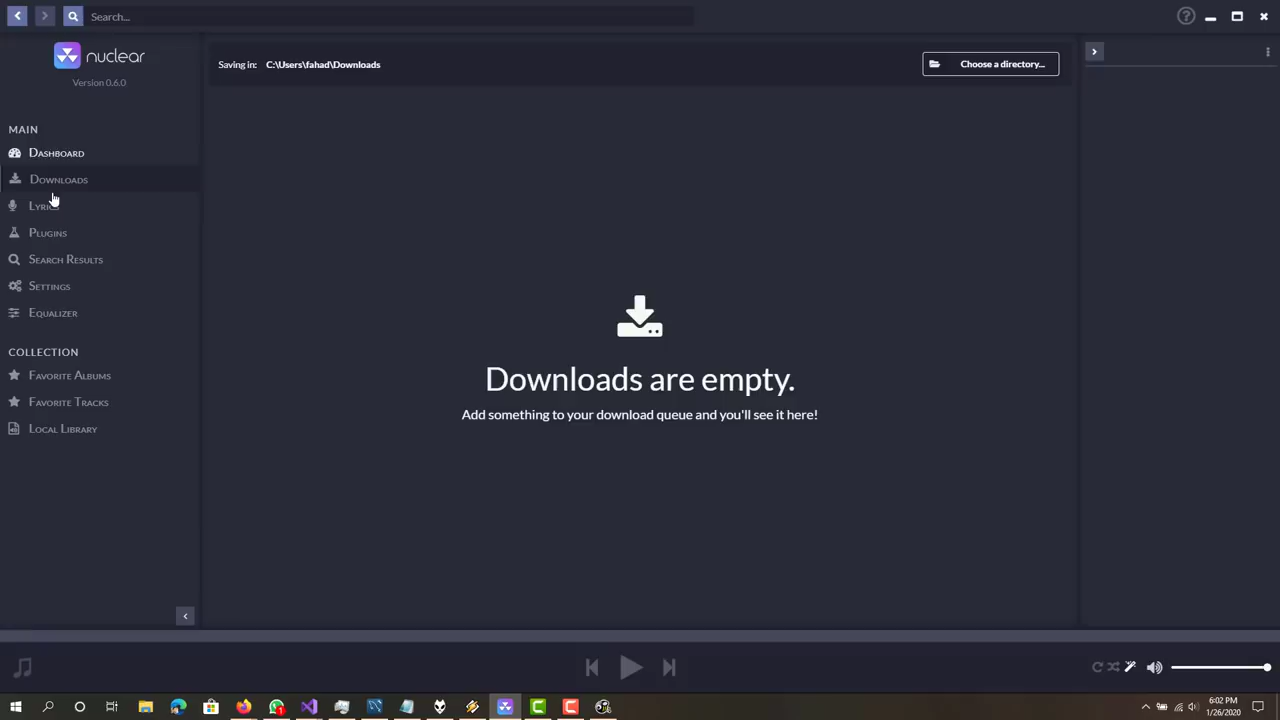 Search...
nuclear
Version 0.6.0
MAIN
DASHBOARD
DOWNLOADS
LYRICS
PLUGINS
SEARCH RESULTS
SETTINGS
EQUALIZER
COLLECTION
FAVORITE ALBUMS
FAVORITE TRACKS
LOCAL LIBRARY
Saving in: C:\Users\fahad\Downloads
Choose a directory...
Downloads are empty.
Add something to your download queue and you'll see it here!
6:02 PM
1/26/2020